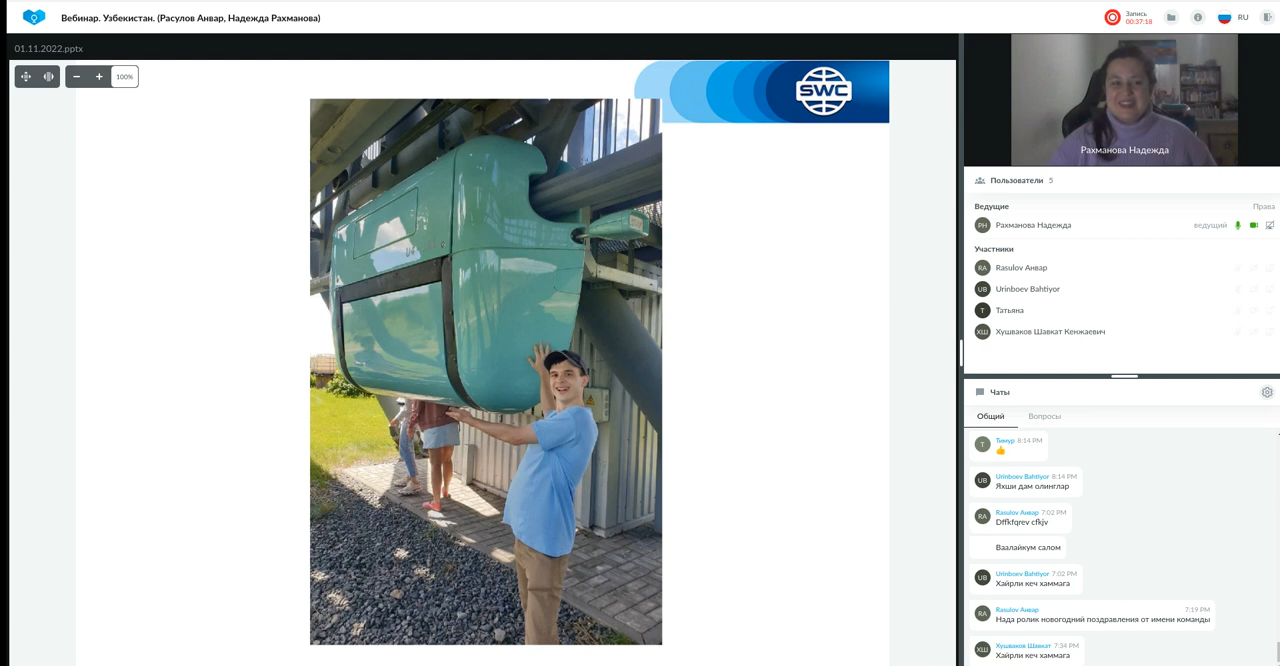 Вебинар. Узбекистан. (Расулов Анвар, Надежда Рахманова)
Запись
00:37:18
RU
01.11.2022.pptx
100%
SWC
Рахманова Надежда
Пользователи 5
Ведущие Права
РН Рахманова Надежда ведущий
Участники
RA Rasulov Анвар
UB Urinboev Bahtiyor
Т Татьяна
ХШ Хушваков Шавкат Кенжаевич
Чаты
Общий Вопросы
Т Тимур 8:14 PM
UB Urinboev Bahtiyor 8:14 PM
Яхши дам олинглар
RA Rasulov Анвар 7:02 PM
Dffkfqrev cfkjv
Ваалайкум салом
UB Urinboev Bahtiyor 7:02 PM
Хайрли кеч хаммага
RA Rasulov Анвар 7:19 PM
Нада ролик новогодний поздравления от имени команды
ХШ Хушваков Шавкат 7:34 PM
Хайрли кеч хаммага